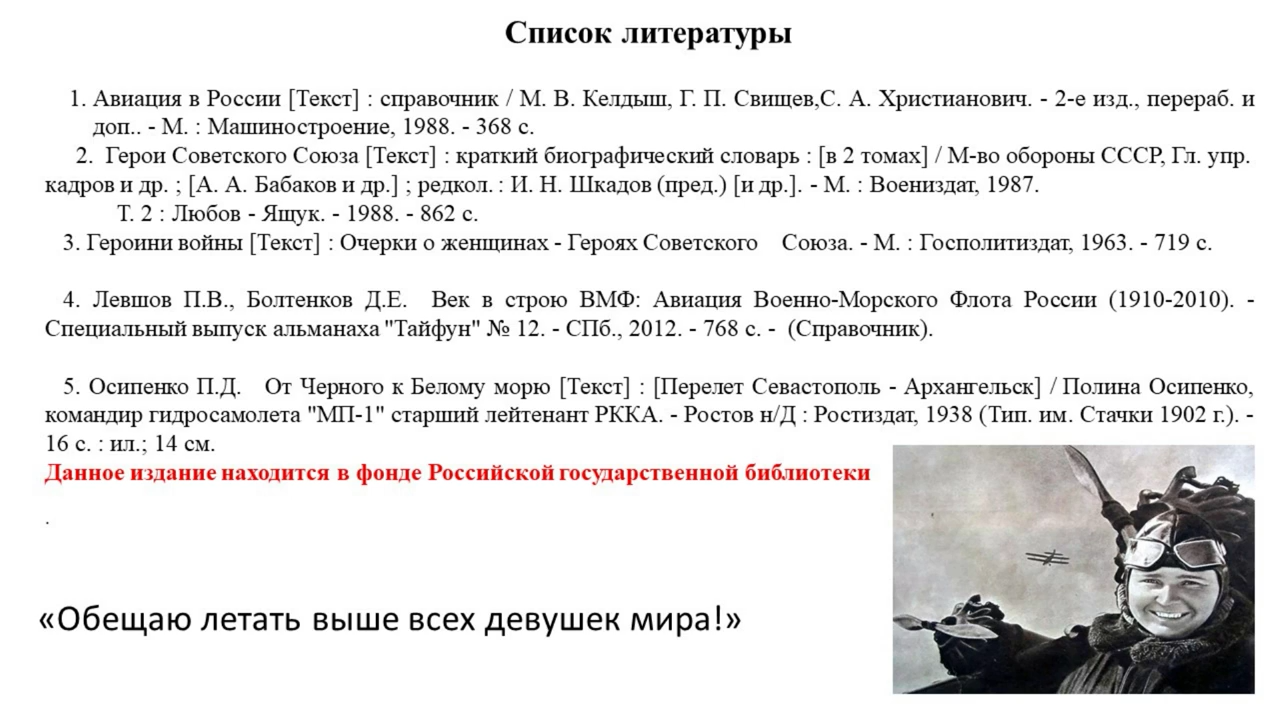 Список литературы
1. Авиация в России [Текст] : справочник / М. В. Келдыш, Г. П. Свищев,С. А. Христианович. - 2-е изд., перераб. и
доп.. - М. : Машиностроение, 1988. - 368 с.
2. Герои Советского Союза [Текст] : краткий биографический словарь : [в 2 томах] / М-во обороны СССР, Гл. упр.
кадров и др. ; [А. А. Бабаков и др.] ; редкол. : И. Н. Шкадов (пред.) [и др.]. - М. : Воениздат, 1987.
Т. 2 : Любов - Ящук. - 1988. - 862 с.
3. Героини войны [Текст] : Очерки о женщинах - Героях Советского Союза. - М. : Госполитиздат, 1963. - 719 с.
4. Левшов П.В., Болтенков Д.Е. Век в строю ВМФ: Авиация Военно-Морского Флота России (1910-2010). -
Специальный выпуск альманаха "Тайфун" № 12. - СПб., 2012. - 768 с. - (Справочник).
5. Осипенко П.Д. От Черного к Белому морю [Текст] : [Перелет Севастополь - Архангельск] / Полина Осипенко,
командир гидросамолета "МП-1" старший лейтенант РККА. - Ростов н/Д : Ростиздат, 1938 (Тип. им. Стачки 1902 г.). -
16 с. : ил.; 14 см.
Данное издание находится в фонде Российской государственной библиотеки
.
«Обещаю летать выше всех девушек мира!»